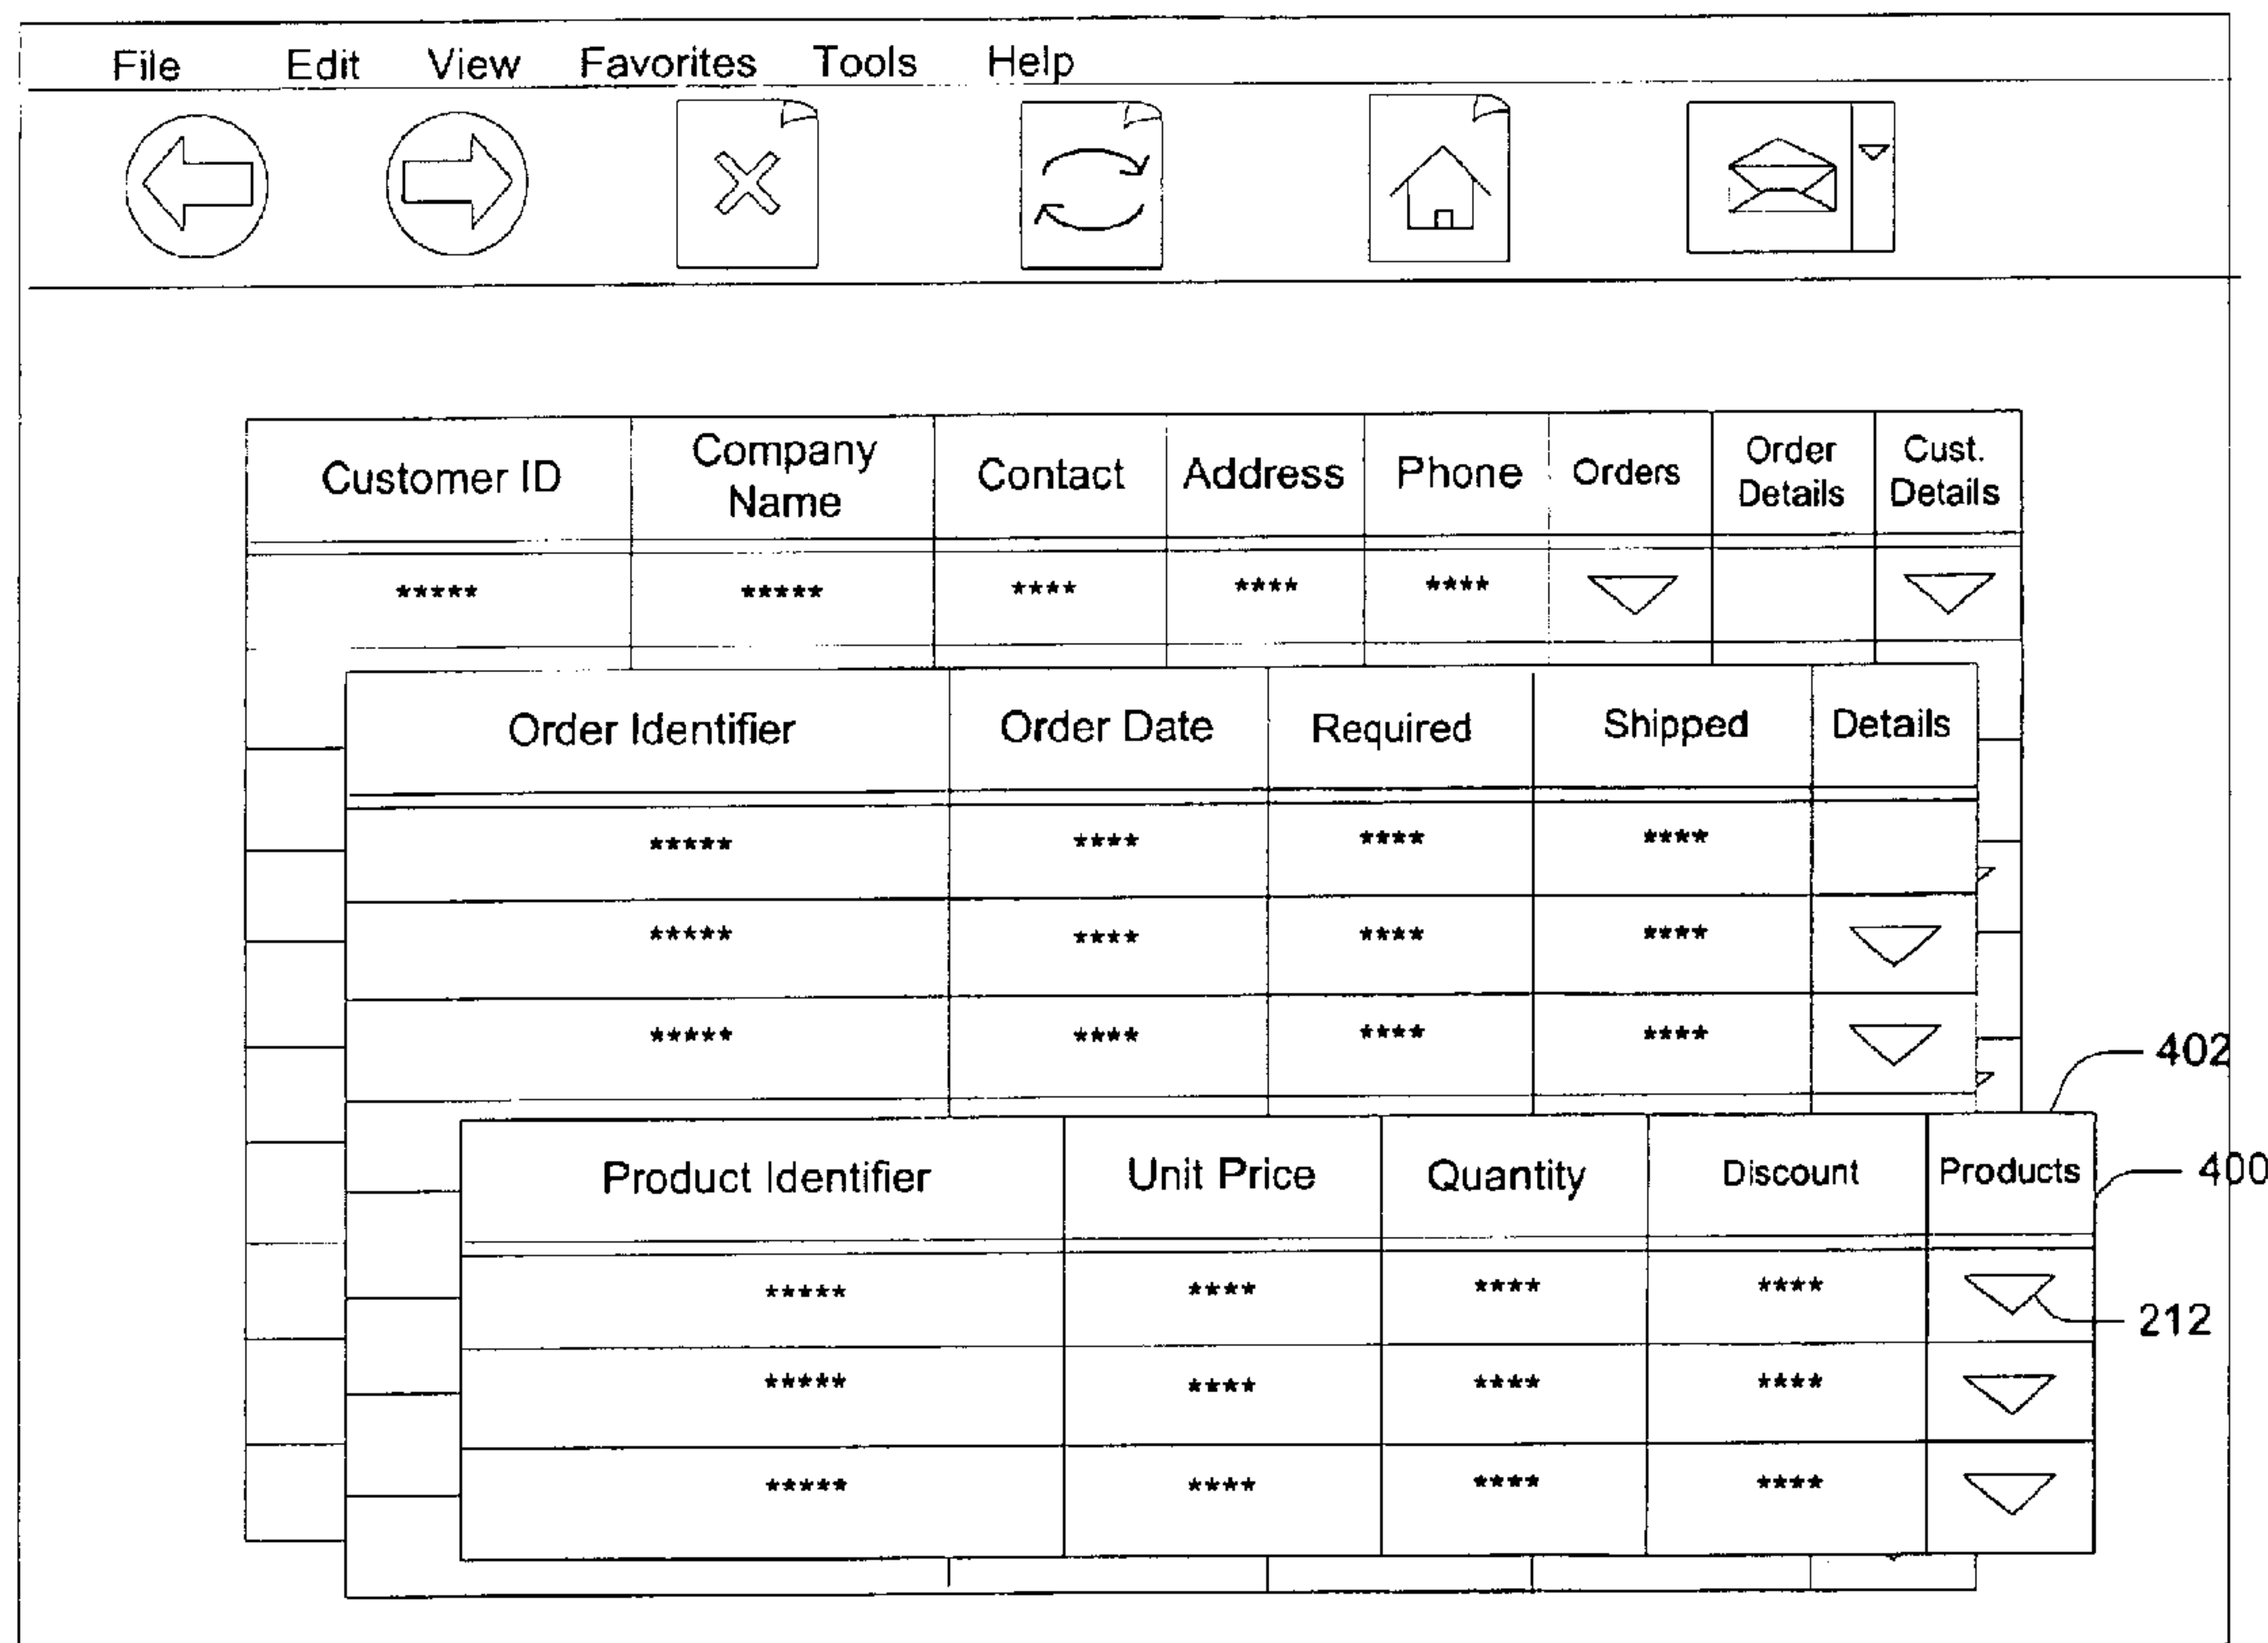 File Edit View Favorites Tools Help
Customer ID Company Name Contact Address Phone Orders Order Details Cust. Details
***** ***** **** **** ****
Order Identifier Order Date Required Shipped Details
***** **** **** ****
***** **** **** ****
***** **** **** ****
402
Product Identifier Unit Price Quantity Discount Products
400
***** **** **** ****
212
***** **** **** ****
***** **** **** ****